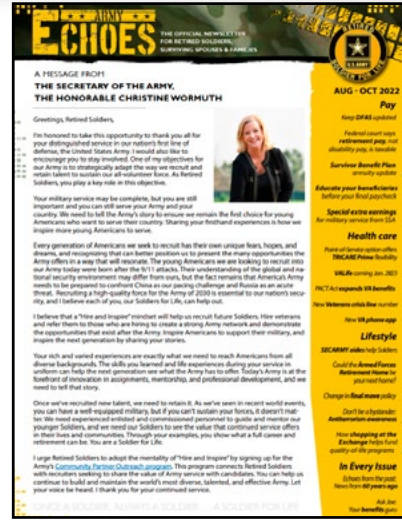 ARMY
ECHOES
THE OFFICIAL NEWSLETTER
FOR RETIRED SOLDIERS,
SURVIVING SPOUSES & FAMILIES
RETIRED
U.S. ARMY
SOLDIER FOR LIFE
A MESSAGE FROM
THE SECRETARY OF THE ARMY,
THE HONORABLE CHRISTINE WORMUTH
Greetings, Retired Soldiers,
I'm honored to take this opportunity to thank you all for
your distinguished service in our nation's first line of
defense, the United States Army. I would also like to
encourage you to stay involved. One of my objectives for
our Army is to strategically adapt the way we recruit and
retain talent to sustain our all-volunteer force. As Retired
Soldiers, you play a key role in this objective.
Your military service may be complete, but you are still
important and you can still serve your Army and your
country. We need to tell the Army's story to ensure we remain the first choice for young
Americans who want to serve their country. Sharing your firsthand experiences is how we
inspire more young Americans to serve.
Every generation of Americans we seek to recruit has their own unique fears, hopes, and
dreams, and recognizing that can better position us to present the many opportunities the
Army offers in a way that will resonate. The young Americans we are looking to recruit into
our Army today were born after the 9/11 attacks. Their understanding of the global and na-
tional security environment may differ from ours, but the fact remains that America's Army
needs to be prepared to confront China as our pacing challenge and Russia as an acute
threat. Recruiting a high-quality force for the Army of 2030 is essential to our nation's secu-
rity, and I believe each of you, our Soldiers for Life, can help out.
I believe that a "Hire and Inspire" mindset will help us recruit future Soldiers. Hire veterans
and refer them to those who are hiring to create a strong Army network and demonstrate
the opportunities that exist after the Army. Inspire Americans to support their military, and
inspire the next generation by sharing your stories.
Your rich and varied experiences are exactly what we need to reach Americans from all
diverse backgrounds. The skills you learned and life experiences during your service in
uniform can help the next generation see what the Army has to offer. Today's Army is at the
forefront of innovation in assignments, mentorship, and professional development, and we
need to tell that story.
Once we've recruited new talent, we need to retain it. As we've seen in recent world events,
you can have a well-equipped military, but if you can't sustain your forces, it doesn't mat-
ter. We need experienced enlisted and commissioned personnel to guide and mentor our
younger Soldiers, and we need our Soldiers to see the value that continued service offers
in their lives and communities. Through your examples, you show what a full career and
retirement can be. You are a Soldier for Life.
I urge Retired Soldiers to adopt the mentality of "Hire and Inspire" by signing up for the
Army's Community Partner Outreach program. This program connects Retired Soldiers
with recruiters seeking to share the value of Army service with candidates. You can help us
continue to build and maintain the world's most diverse, talented, and effective Army. Let
your voice be heard. I thank you for your continued service.
ONCE A SOLDIER, ALWAYS A SOLDIER . . . A SOLDIER FOR LIFE
AUG - OCT 2022
Pay
Keep DFAS updated
Federal court says
retirement pay, not
disability pay, is taxable
Survivor Benefit Plan
annuity update
Educate your beneficiaries
before your final paycheck
Special extra earnings
for military service from SSA
Health care
Point-of-Service option offers
TRICARE Prime flexibility
VALife coming Jan. 2023
PACT Act expands VA benefits
New Veterans crisis line number
New VA phone app
Lifestyle
SECARMY aides help Soldiers
Could the Armed Forces
Retirement Home be
your next home?
Change in final move policy
Don't be a bystander:
Antiterrorism awareness
How shopping at the
Exchange helps fund
quality-of-life programs
In Every Issue
Echoes from the past:
News from 60 years ago
Ask Joe:
Your benefits guru